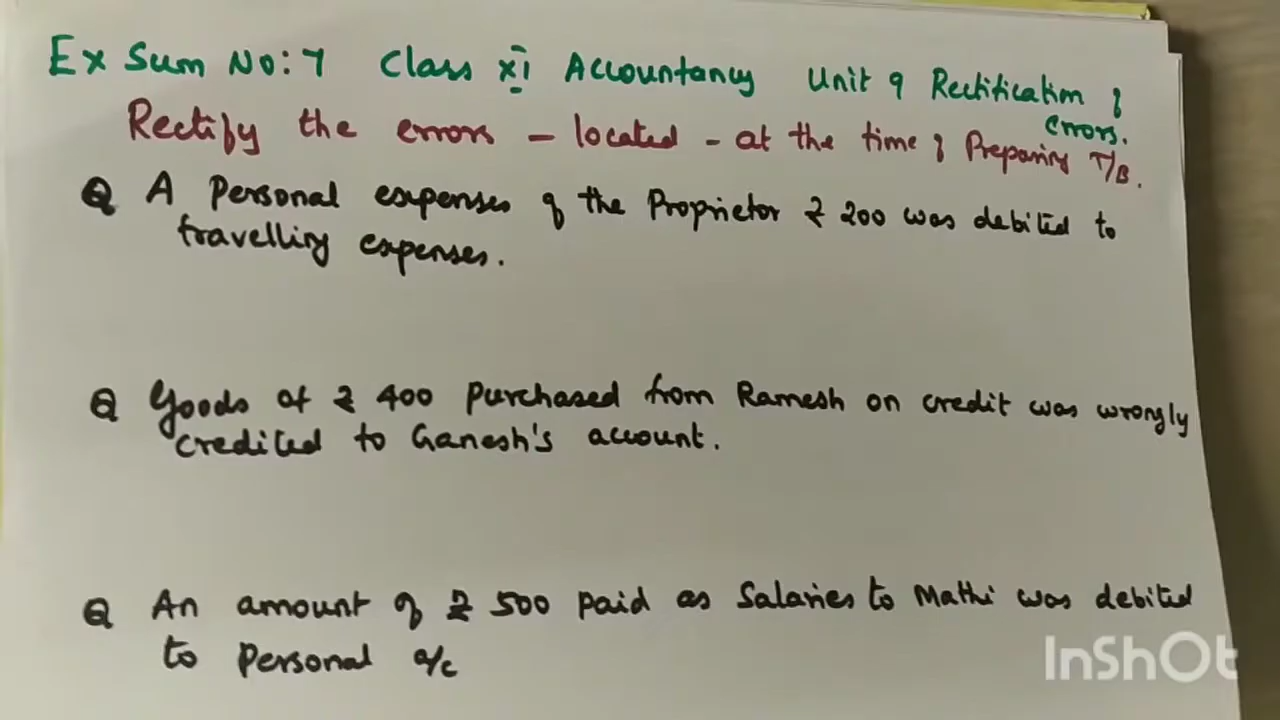 Ex Sum No: 7 Class XI Accountancy Unit 9 Rectification of
errors.
Rectify the errors – located – at the time of Preparing T/B.
Q A Personal expenses of the Proprietor ₹ 200 was debited to
travelling expenses.
Q Goods of ₹ 400 Purchased from Ramesh on credit was wrongly
credited to Ganesh's account.
Q An amount of ₹ 500 paid as Salaries to Mathi was debited
to Personal a/c
InShOt